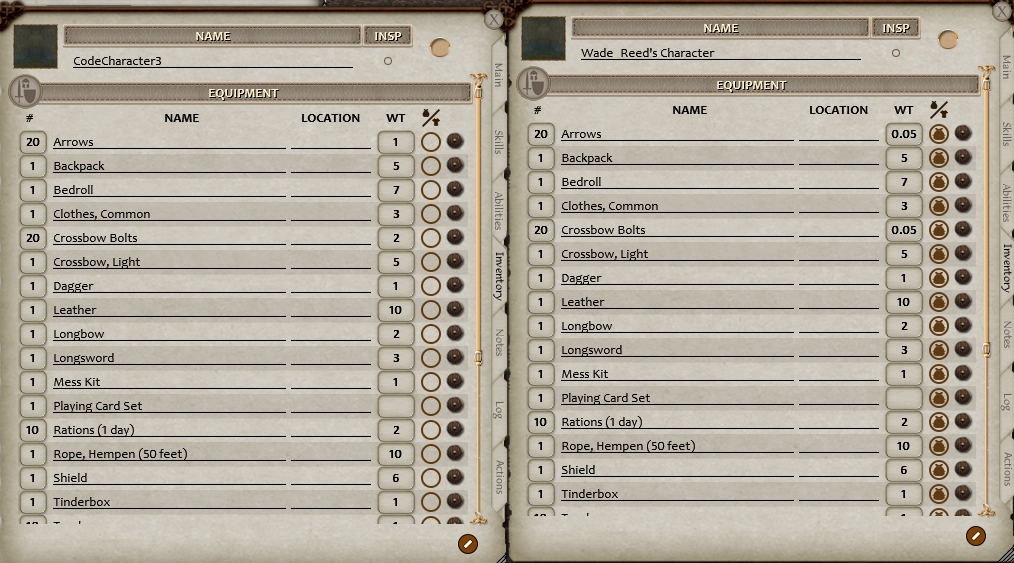 NAME INSP
CodeCharacter3
EQUIPMENT
# NAME LOCATION WT
20 Arrows 1
1 Backpack 5
1 Bedroll 7
1 Clothes, Common 3
20 Crossbow Bolts 2
1 Crossbow, Light 5
1 Dagger 1
1 Leather 10
1 Longbow 2
1 Longsword 3
1 Mess Kit 1
1 Playing Card Set
10 Rations (1 day) 2
1 Rope, Hempen (50 feet) 10
1 Shield 6
1 Tinderbox 1
Main
Skills
Abilities
Inventory
Notes
Log
Actions
NAME INSP
Wade Reed's Character
EQUIPMENT
# NAME LOCATION WT
20 Arrows 0.05
1 Backpack 5
1 Bedroll 7
1 Clothes, Common 3
20 Crossbow Bolts 0.05
1 Crossbow, Light 5
1 Dagger 1
1 Leather 10
1 Longbow 2
1 Longsword 3
1 Mess Kit 1
1 Playing Card Set
10 Rations (1 day) 2
1 Rope, Hempen (50 feet) 10
1 Shield 6
1 Tinderbox 1
Main
Skills
Abilities
Inventory
Notes
Log
Actions